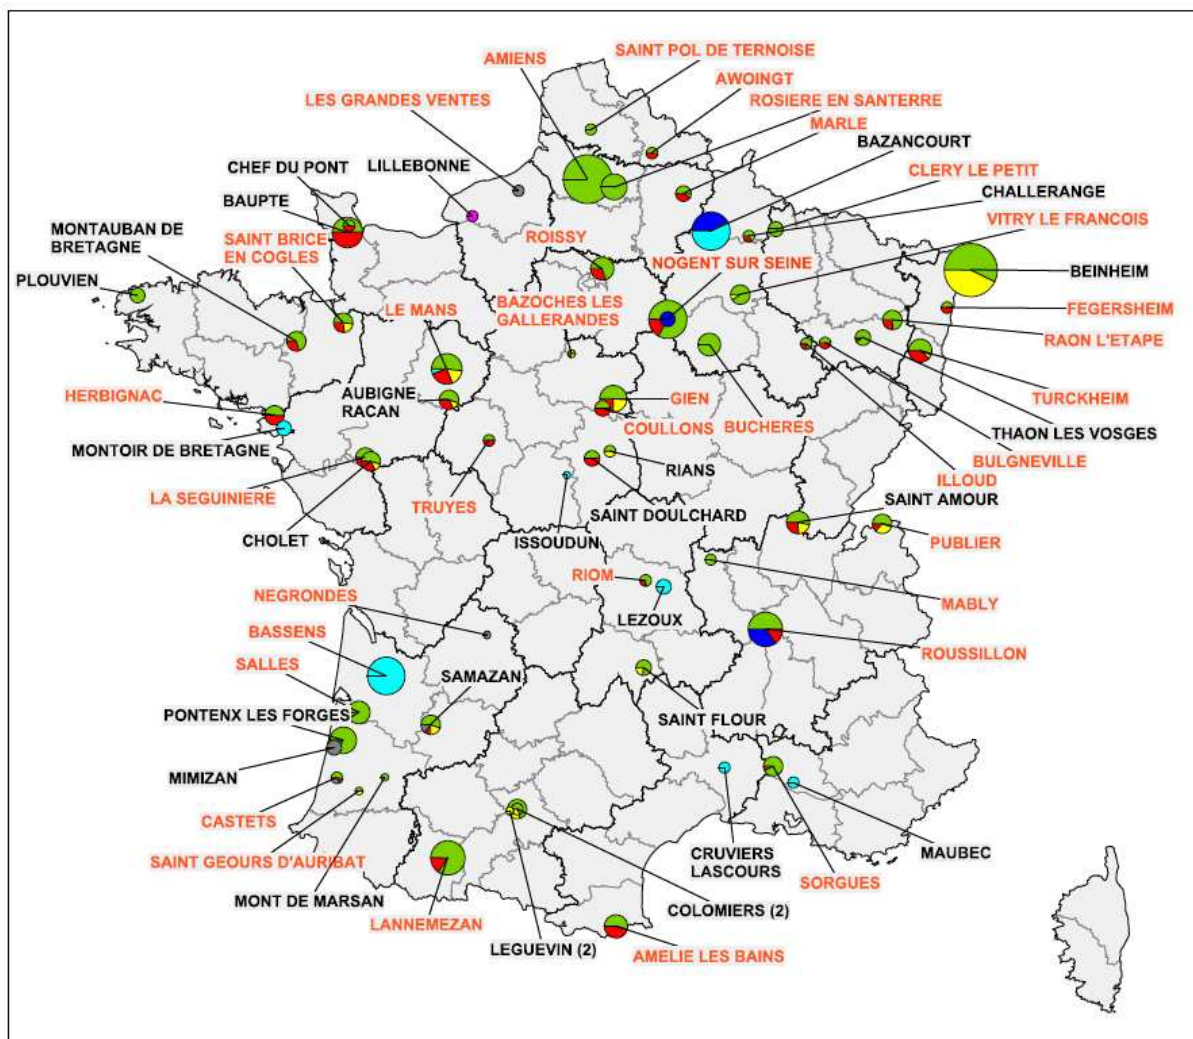 SAINT POL DE TERNOISE
AMIENS
AWOINGT
LES GRANDES VENTES
ROSIERE EN SANTERRE
MARLE
BAZANCOURT
CHEF DU PONT
LILLEBONNE
CLERY LE PETIT
CHALLERANGE
BAUPTE
VITRY LE FRANCOIS
MONTAUBAN DE
BRETAGNE
SAINT BRICE
EN COGLES
ROISSY
NOGENT SUR SEINE
BEINHEIM
PLOUVIEN
LE MANS
BAZOCHES LES
GALLERANDES
FEGERSHEIM
RAON L'ETAPE
HERBIGNAC
AUBIGNE
RACAN
GIEN
TURCKHEIM
COULLONS
BUCHERES
THAON LES VOSGES
MONTOIR DE BRETAGNE
RIANS
BULGNEVILLE
ILLOUD
LA SEGUINIERE
TRUYES
SAINT AMOUR
SAINT DOULCHARD
CHOLET
ISSOUDUN
PUBLIER
RIOM
NEGRONDES
MABLY
LEZOUX
BASSENS
ROUSSILLON
SALLES
SAMAZAN
PONTENX LES FORGES
SAINT FLOUR
MIMIZAN
CASTETS
CRUVIERS
LASCOURS
MAUBEC
SAINT GEOURS D'AURIBAT
SORGUES
MONT DE MARSAN
COLOMIERS (2)
LANNEMEZAN
LEGUEVIN (2)
AMELIE LES BAINS